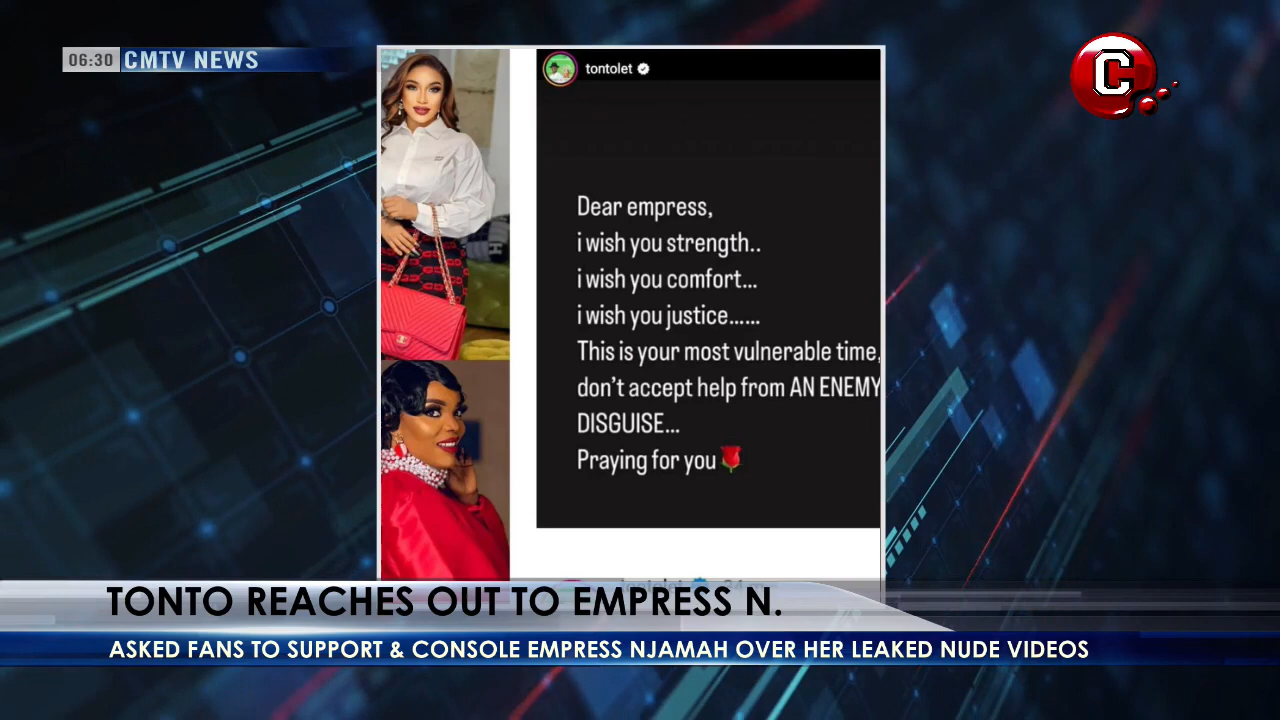 06:30 CMTV NEWS
C
tontolet
Dear empress,
i wish you strength..
i wish you comfort...
i wish you justice......
This is your most vulnerable time,
don't accept help from AN ENEMY
DISGUISE...
Praying for you🌹
TONTO REACHES OUT TO EMPRESS N.
ASKED FANS TO SUPPORT & CONSOLE EMPRESS NJAMAH OVER HER LEAKED NUDE VIDEOS